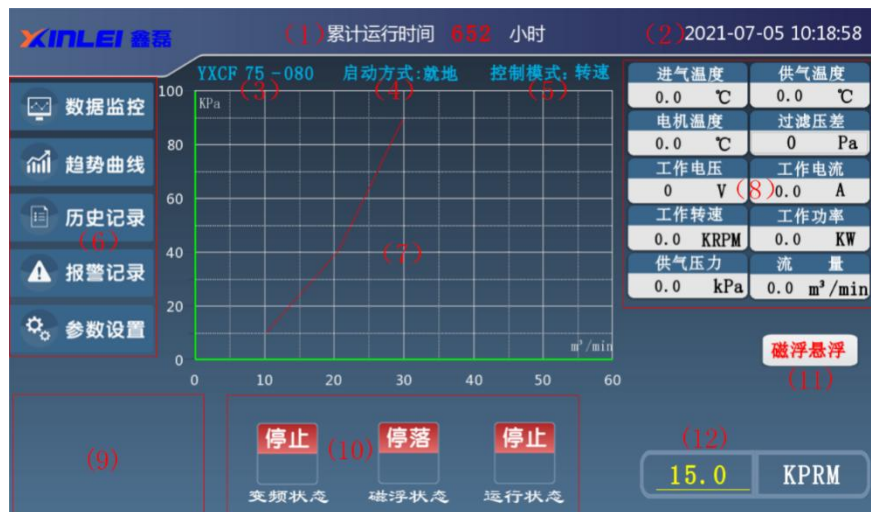 XINLEI 鑫磊
(1) 累计运行时间 652 小时
(2) 2021-07-05 10:18:58
YXCF 75 -080 启动方式:就地 控制模式: 转速
(3) (4) (5)
数据监控
趋势曲线
历史记录
(6)
报警记录
参数设置
KPa
100
80
60
40
20
0
(7)
m³/min
0 10 20 30 40 50 60
进气温度 供气温度
0.0 ℃ 0.0 ℃
电机温度 过滤压差
0.0 ℃ 0 Pa
工作电压 工作电流
0 V (8) 0.0 A
工作转速 工作功率
0.0 KRPM 0.0 KW
供气压力 流 量
0.0 kPa 0.0 m³/min
磁浮悬浮
(11)
(9)
停止 (10) 停落 停止
变频状态 磁浮状态 运行状态
(12)
15.0 KPRM